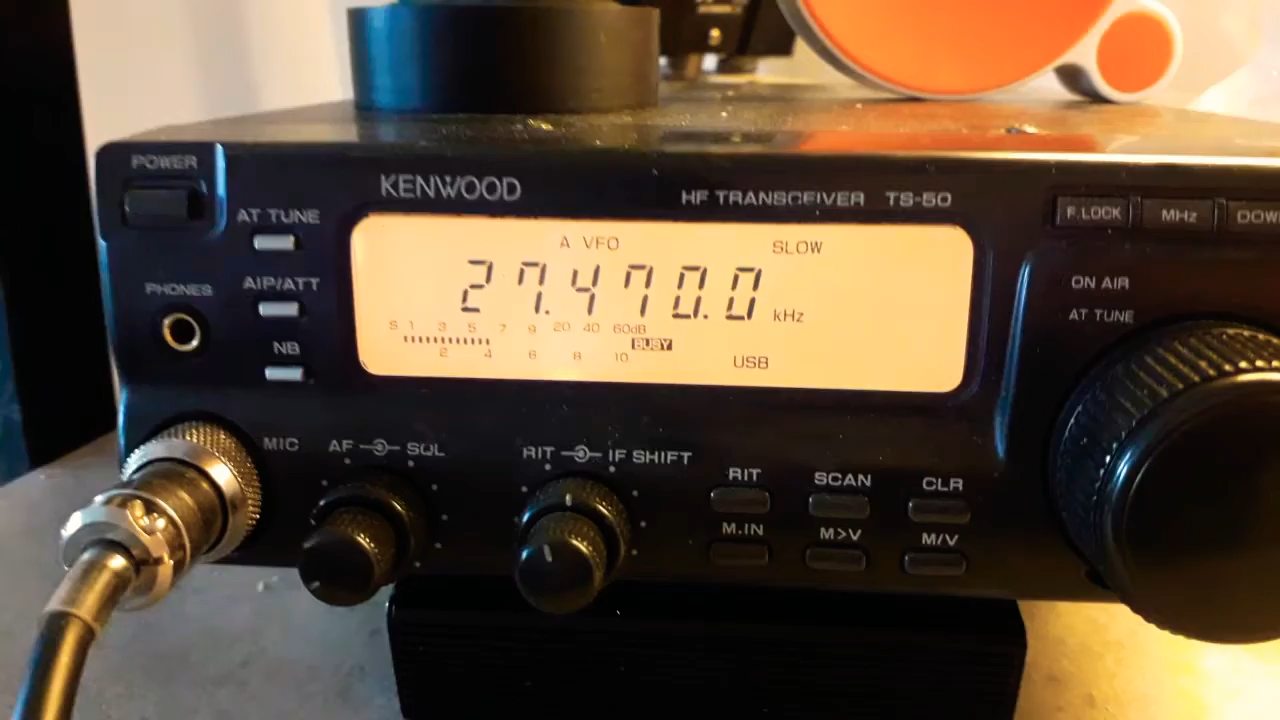 POWER
KENWOOD
HF TRANSCEIVER TS-50
F.LOCK
MHz
AT TUNE
A VFO
SLOW
27.470.0 kHz
AIP/ATT
ON AIR
PHONES
AT TUNE
S 1 3 5 7 9 20 40 60dB
BUSY
2 4 6 8 10
NB
USB
MIC
AF SQL
RIT IF SHIFT
RIT
SCAN
CLR
M.IN
M>V
M/V